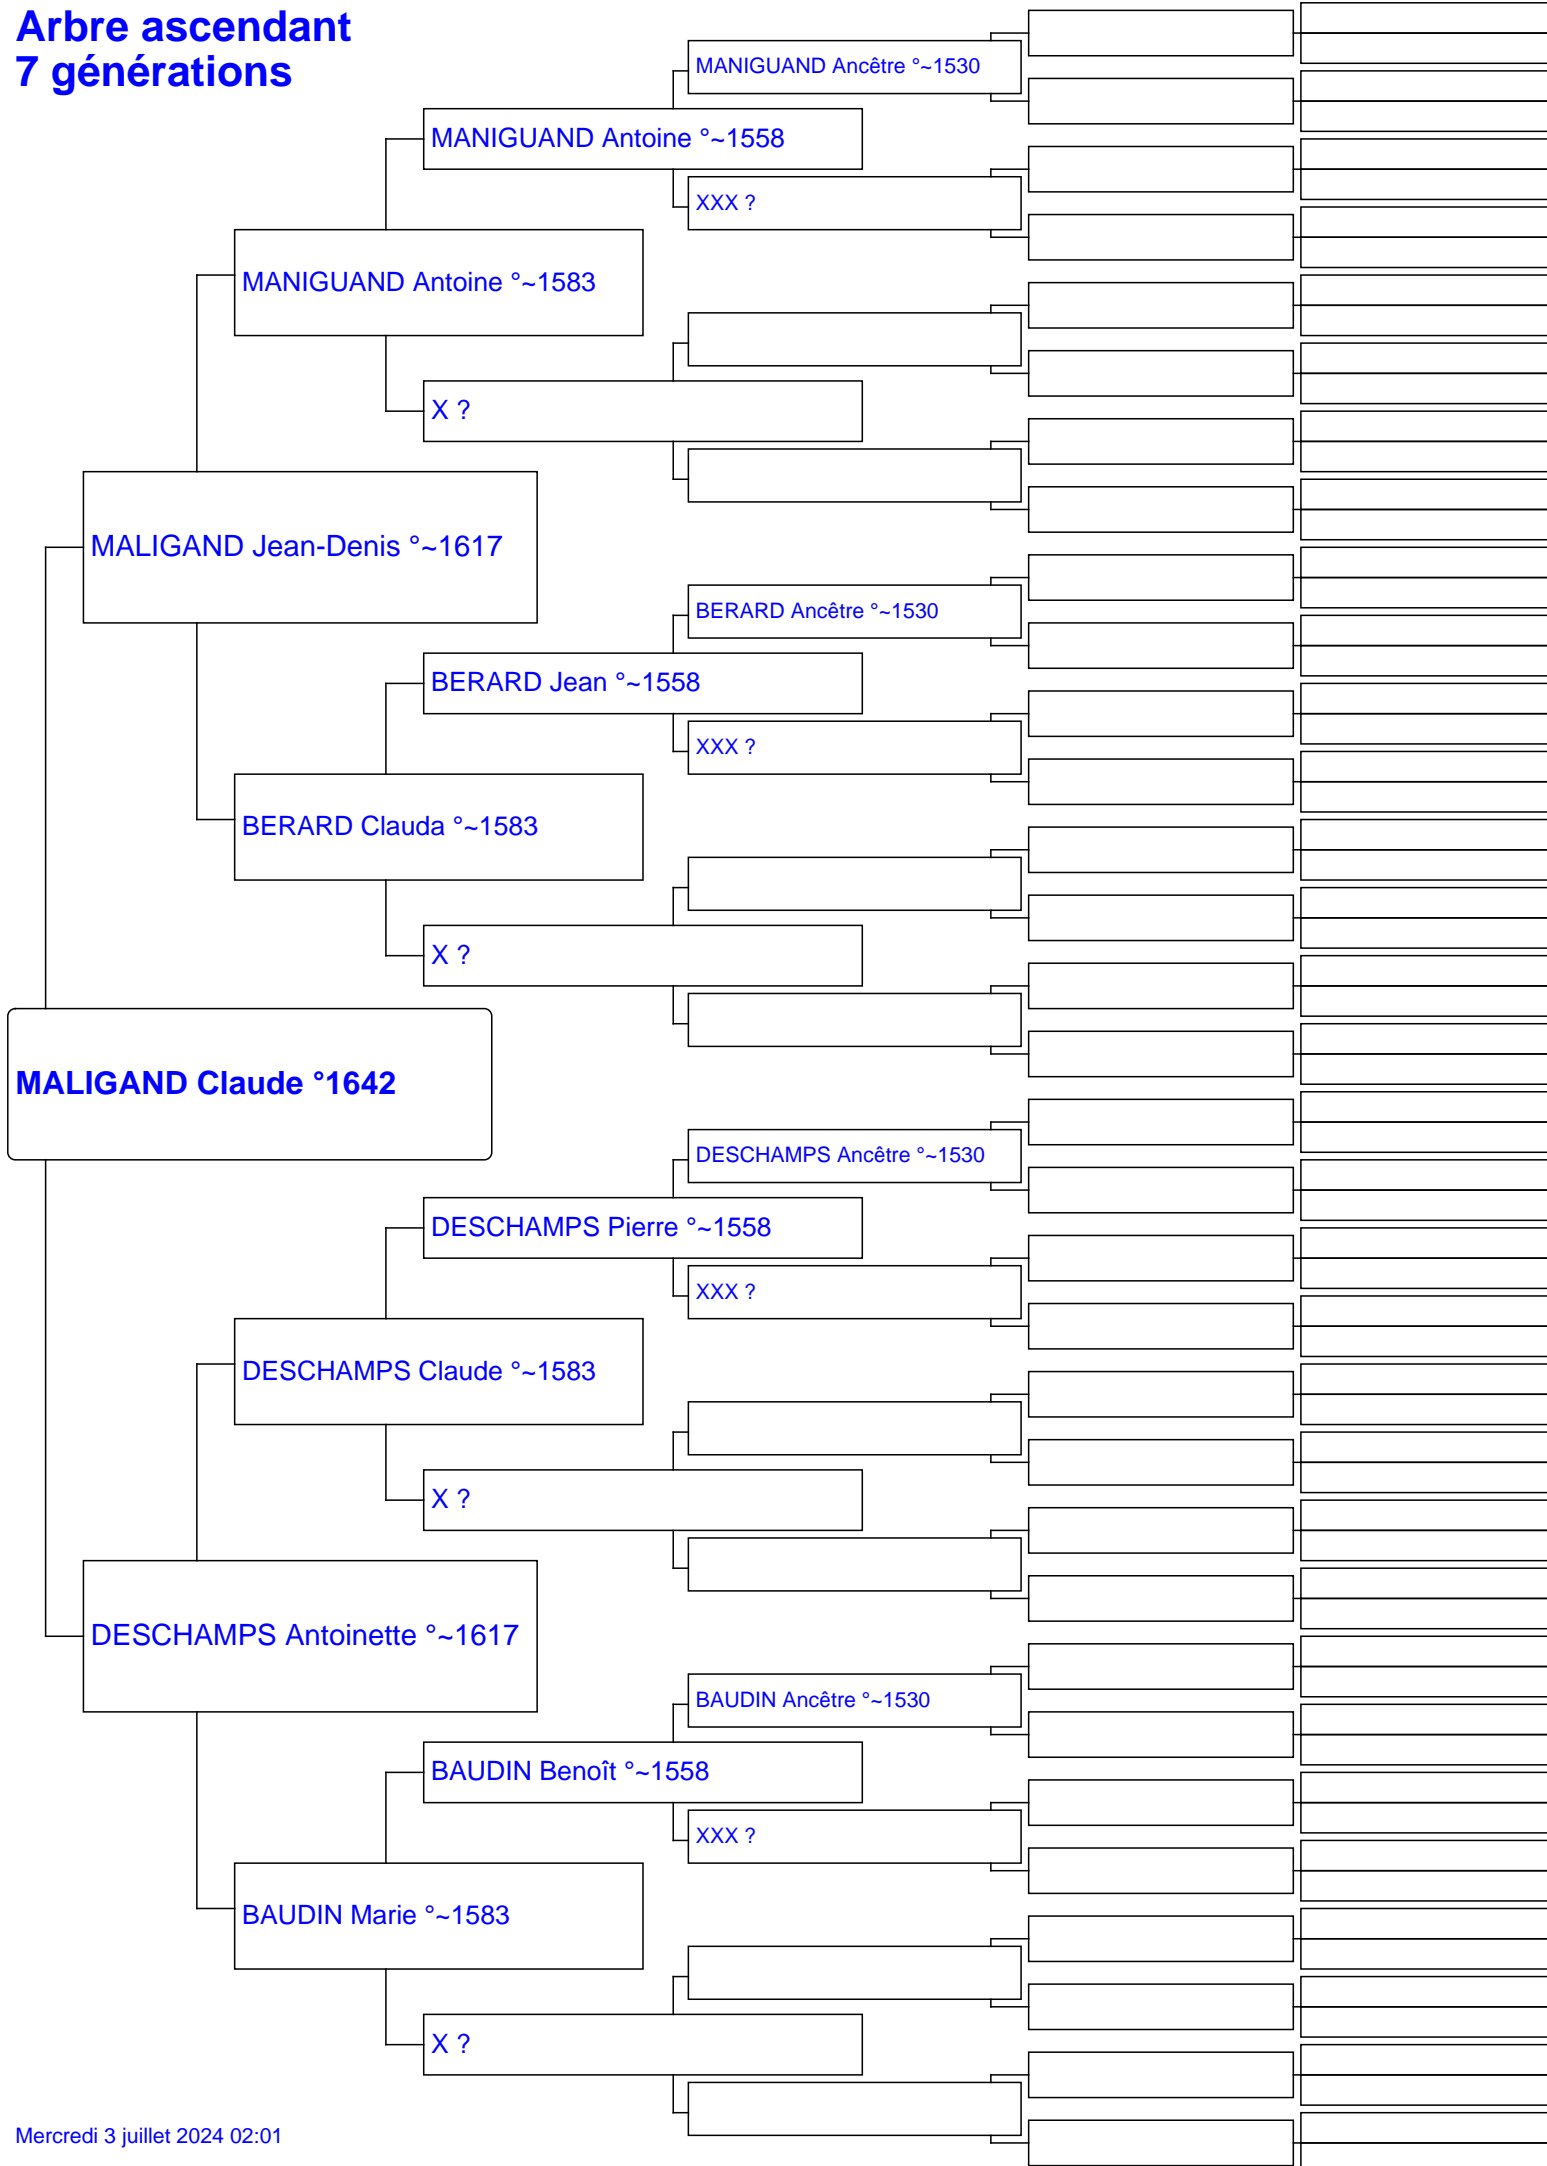 Arbre ascendant
7 générations
MANIGUAND Ancêtre °~1530
MANIGUAND Antoine °~1558
XXX ?
MANIGUAND Antoine °~1583
X ?
MALIGAND Jean-Denis °~1617
BERARD Ancêtre °~1530
BERARD Jean °~1558
XXX ?
BERARD Clauda °~1583
X ?
MALIGAND Claude °1642
DESCHAMPS Ancêtre °~1530
DESCHAMPS Pierre °~1558
XXX ?
DESCHAMPS Claude °~1583
X ?
DESCHAMPS Antoinette °~1617
BAUDIN Ancêtre °~1530
BAUDIN Benoît °~1558
XXX ?
BAUDIN Marie °~1583
X ?
Mercredi 3 juillet 2024 02:01